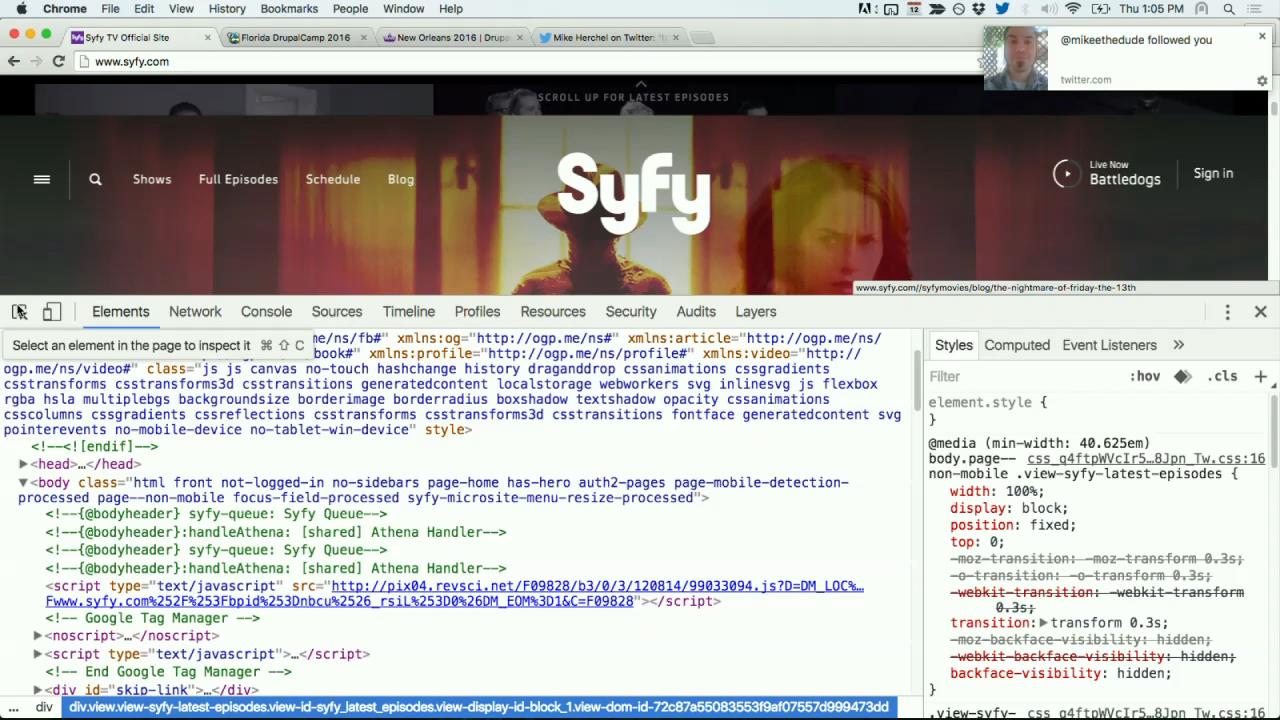 Chrome File Edit View History Bookmarks People Window Help
12 Thu 1:05 PM
Syfy TV Official Site × Florida DrupalCamp 2016 × New Orleans 2016 | Drupa × Mike Herchel on Twitter: "U ×
www.syfy.com
@mikeethedude followed you
twitter.com
SCROLL UP FOR LATEST EPISODES
Shows Full Episodes Schedule Blog
Syfy
Live Now
Battledogs
Sign in
www.syfy.com//syfymovies/blog/the-nightmare-of-friday-the-13th
Elements Network Console Sources Timeline Profiles Resources Security Audits Layers
Select an element in the page to inspect it ⌘ ⇧ C
me/ns/fb#" xmlns:og="http://ogp.me/ns#" xmlns:article="http://ogp.me/ns/
book#" xmlns:profile="http://ogp.me/ns/profile#" xmlns:video="http://
ogp.me/ns/video#" class="js js canvas no-touch hashchange history draganddrop cssanimations cssgradients
csstransforms csstransforms3d csstransitions generatedcontent localstorage webworkers svg inlinesvg js flexbox
rgba hsla multiplebgs backgroundsize borderimage borderradius boxshadow textshadow opacity cssanimations
csscolumns cssgradients cssreflections csstransforms csstransforms3d csstransitions fontface generatedcontent svg
pointerevents no-mobile-device no-tablet-win-device" style>
<!--<![endif]-->
▶<head>…</head>
▼<body class="html front not-logged-in no-sidebars page-home has-hero auth2-pages page-mobile-detection-
processed page--non-mobile focus-field-processed syfy-microsite-menu-resize-processed">
<!--{@bodyheader} syfy-queue: Syfy Queue-->
<!--{@bodyheader}:handleAthena: [shared] Athena Handler-->
<!--{@bodyheader} syfy-queue: Syfy Queue-->
<!--{@bodyheader}:handleAthena: [shared] Athena Handler-->
<script type="text/javascript" src="http://pix04.revsci.net/F09828/b3/0/3/120814/99033094.js?D=DM_LOC%…
Fwww.syfy.com%252F%253Fbpid%253Dnbcu%2526_rsiL%253D0%26DM_EOM%3D1&C=F09828"></script>
<!-- Google Tag Manager -->
▶<noscript>…</noscript>
▶<script type="text/javascript">…</script>
<!-- End Google Tag Manager -->
▶<div id="skip-link">…</div>
... div div.view.view-syfy-latest-episodes.view-id-syfy_latest_episodes.view-display-id-block_1.view-dom-id-72c87a55083553f9af07557d999473dd
Styles Computed Event Listeners »
Filter :hov .cls +
element.style {
}
@media (min-width: 40.625em)
body.page-- css_q4ftpWVcIr5…8Jpn_Tw.css:16
non-mobile .view-syfy-latest-episodes {
width: 100%;
display: block;
position: fixed;
top: 0;
-moz-transition: -moz-transform 0.3s;
-o-transition: -o-transform 0.3s;
-webkit-transition: -webkit-transform
0.3s;
transition:▶transform 0.3s;
-moz-backface-visibility: hidden;
-webkit-backface-visibility: hidden;
backface-visibility: hidden;
}
.view-syfy- css_q4ftpWVcIr5…8Jpn_Tw.css:16